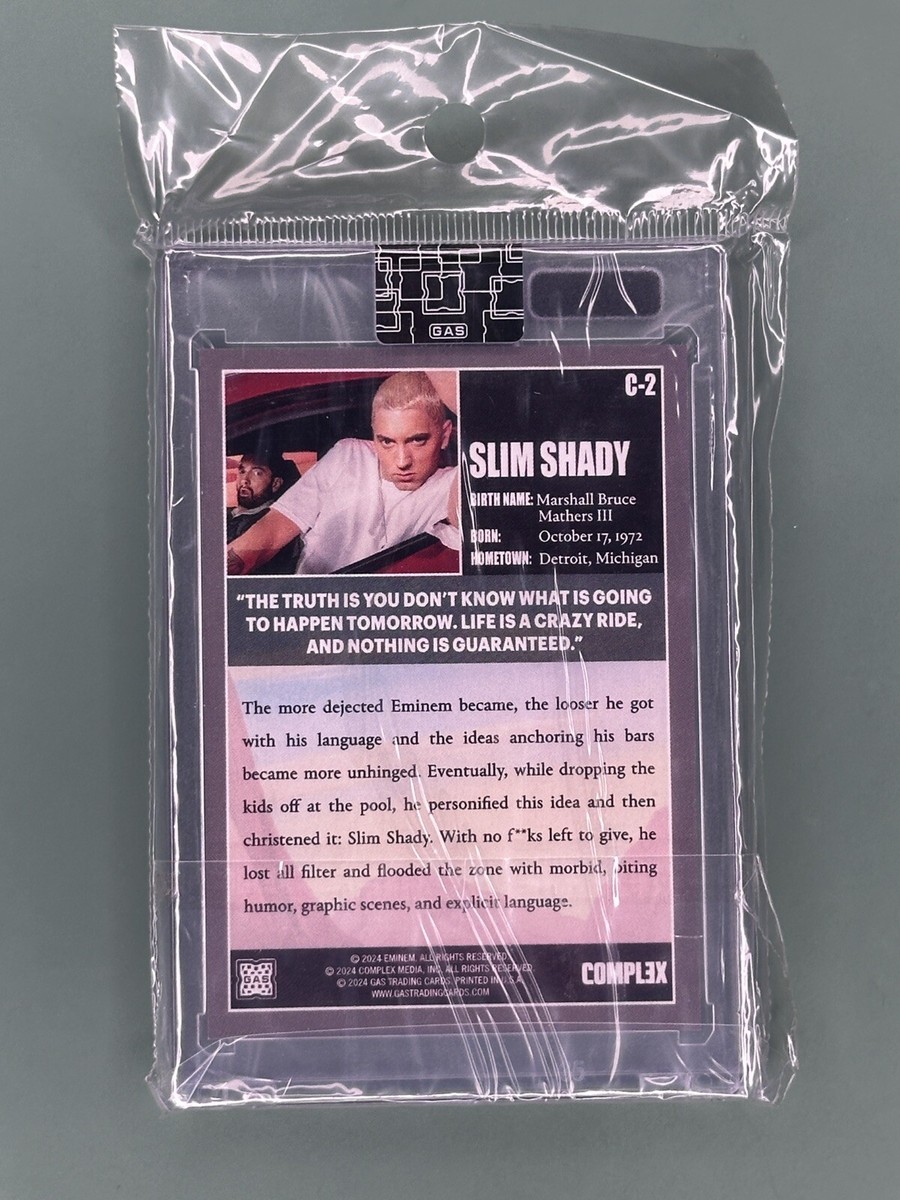 GAS
C-2
SLIM SHADY
BIRTH NAME: Marshall Bruce
Mathers III
BORN: October 17, 1972
HOMETOWN: Detroit, Michigan
"THE TRUTH IS YOU DON'T KNOW WHAT IS GOING
TO HAPPEN TOMORROW. LIFE IS A CRAZY RIDE,
AND NOTHING IS GUARANTEED."
The more dejected Eminem became, the looser he got
with his language and the ideas anchoring his bars
became more unhinged. Eventually, while dropping the
kids off at the pool, he personified this idea and then
christened it: Slim Shady. With no f**ks left to give, he
lost all filter and flooded the zone with morbid, biting
humor, graphic scenes, and explicit language.
GAS
© 2024 EMINEM. ALL RIGHTS RESERVED.
© 2024 COMPLEX MEDIA, INC. ALL RIGHTS RESERVED.
© 2024 GAS TRADING CARDS. PRINTED IN U.S.A
WWW.GASTRADINGCARDS.COM
COMPLƎX